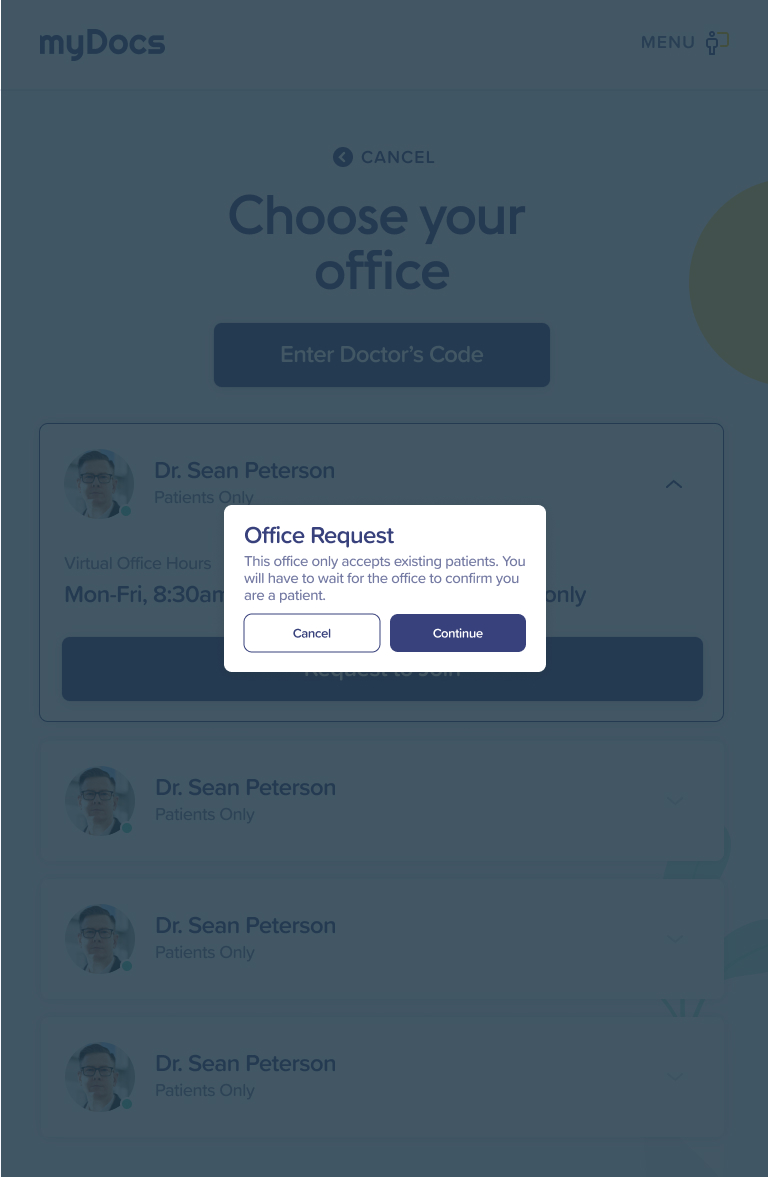 myDocs
MENU
CANCEL
Choose your
office
Enter Doctor's Code
Dr. Sean Peterson
Patients Only
Virtual Office Hours
Mon-Fri, 8:30am only
Office Request
This office only accepts existing patients. You
will have to wait for the office to confirm you
are a patient.
Cancel Continue
Request to Join
Dr. Sean Peterson
Patients Only
Dr. Sean Peterson
Patients Only
Dr. Sean Peterson
Patients Only